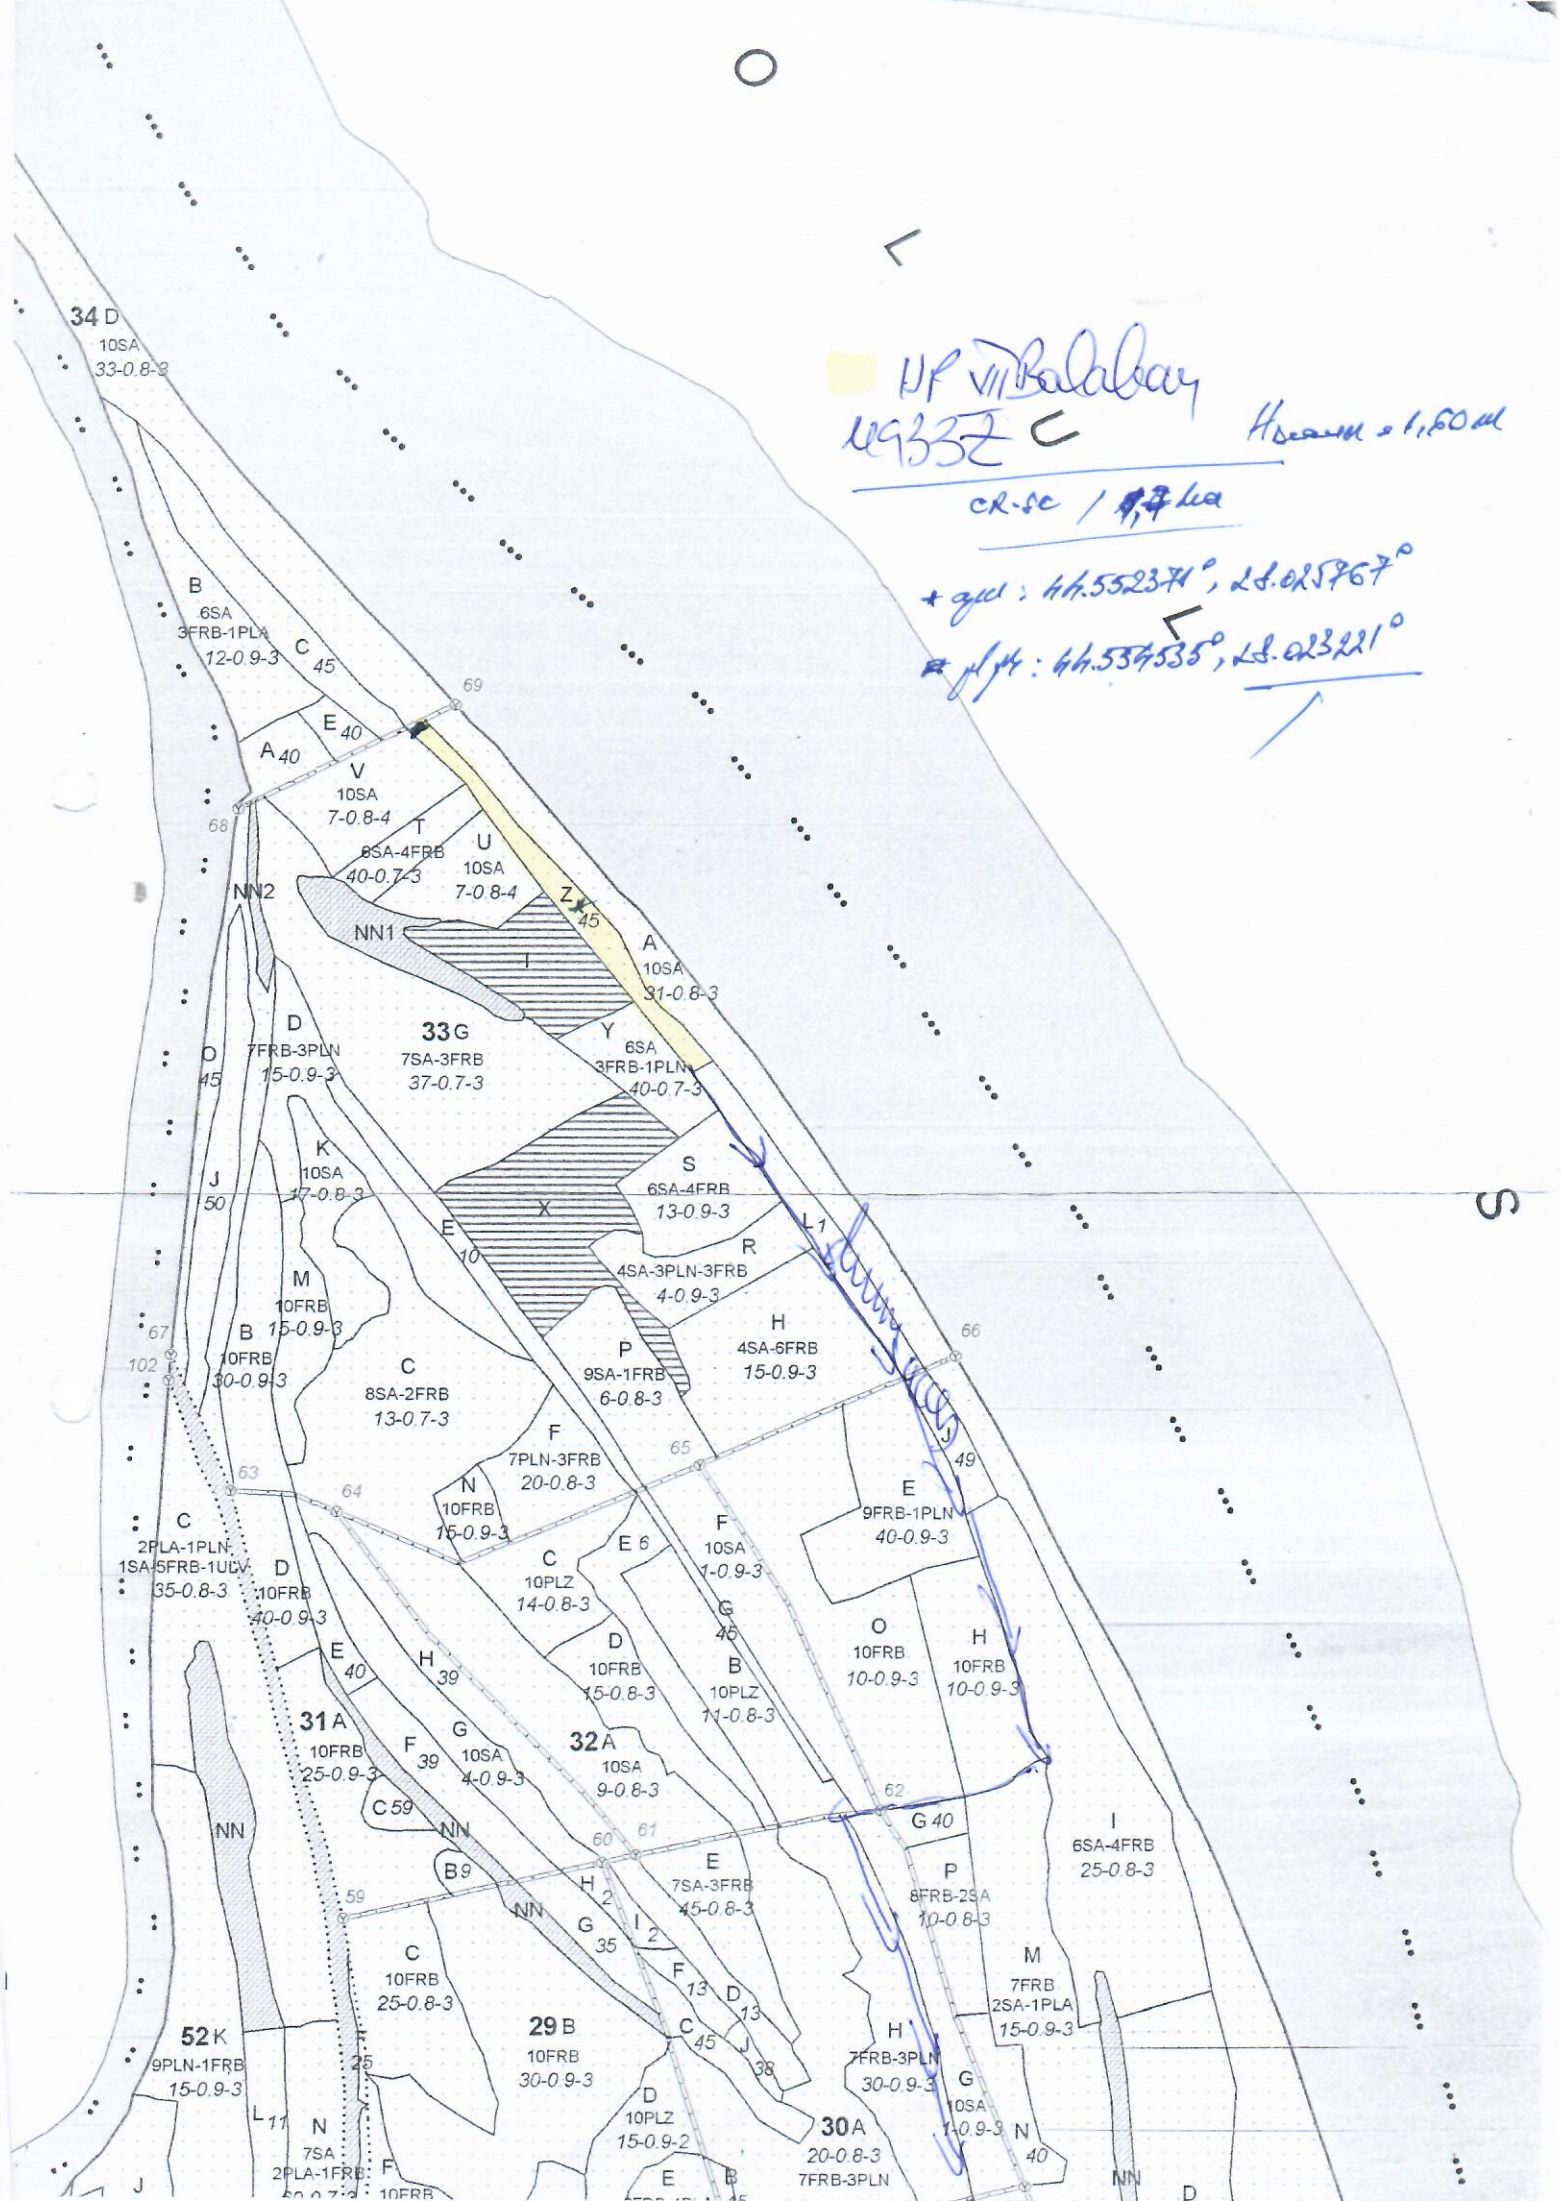 O
L
34 D
10SA
33-0.8-3
UP VII Balaban
U
CR-SC / ha
44.552371°, 28.025767°
L
44.554535°, 28.023221°
B
6SA
3FRB-1PLA
12-0.9-3
C 45
69
E 40
A 40
V
10SA
7-0.8-4
68
T
6SA-4FRB
40-0.7-3
U
10SA
7-0.8-4
NN2
Z 45
NN1
I
A
10SA
31-0.8-3
D
7FRB-3PLN
15-0.9-3
33 G
7SA-3FRB
37-0.7-3
Y
6SA
3FRB-1PLN
40-0.7-3
O
45
K
10SA
17-0.8-3
S
6SA-4FRB
13-0.9-3
J
50
X
S
E
10
L 1
R
4SA-3PLN-3FRB
4-0.9-3
M
10FRB
15-0.9-3
67
102
B
10FRB
30-0.9-3
H
4SA-6FRB
15-0.9-3
66
P
9SA-1FRB
6-0.8-3
C
8SA-2FRB
13-0.7-3
F
7PLN-3FRB
20-0.8-3
65
J
49
63
64
N
10FRB
15-0.9-3
E
9FRB-1PLN
40-0.9-3
C
2PLA-1PLN
1SA-5FRB-1ULV
35-0.8-3
D
10FRB
40-0.9-3
C
10PLZ
14-0.8-3
E 6
F
10SA
1-0.9-3
G
45
E
40
H 39
D
10FRB
15-0.8-3
B
10PLZ
11-0.8-3
O
10FRB
10-0.9-3
H
10FRB
10-0.9-3
31 A
10FRB
25-0.9-3
F
39
G
10SA
4-0.9-3
32 A
10SA
9-0.8-3
C 59
NN
NN
62
G 40
I
6SA-4FRB
25-0.8-3
60
61
B 9
59
NN
H
2
E
7SA-3FRB
45-0.8-3
P
8FRB-2SA
10-0.8-3
G
35
I
2
C
10FRB
25-0.8-3
F
13
D
13
M
7FRB
2SA-1PLA
15-0.9-3
52 K
9PLN-1FRB
15-0.9-3
29 B
10FRB
30-0.9-3
C
45
J
38
H
7FRB-3PLN
30-0.9-3
25
G
10SA
1-0.9-3
L 11
N
7SA
2PLA-1FRB
D
10PLZ
15-0.9-2
30 A
20-0.8-3
7FRB-3PLN
N
40
J
F
10FRB
E
B
NN
D